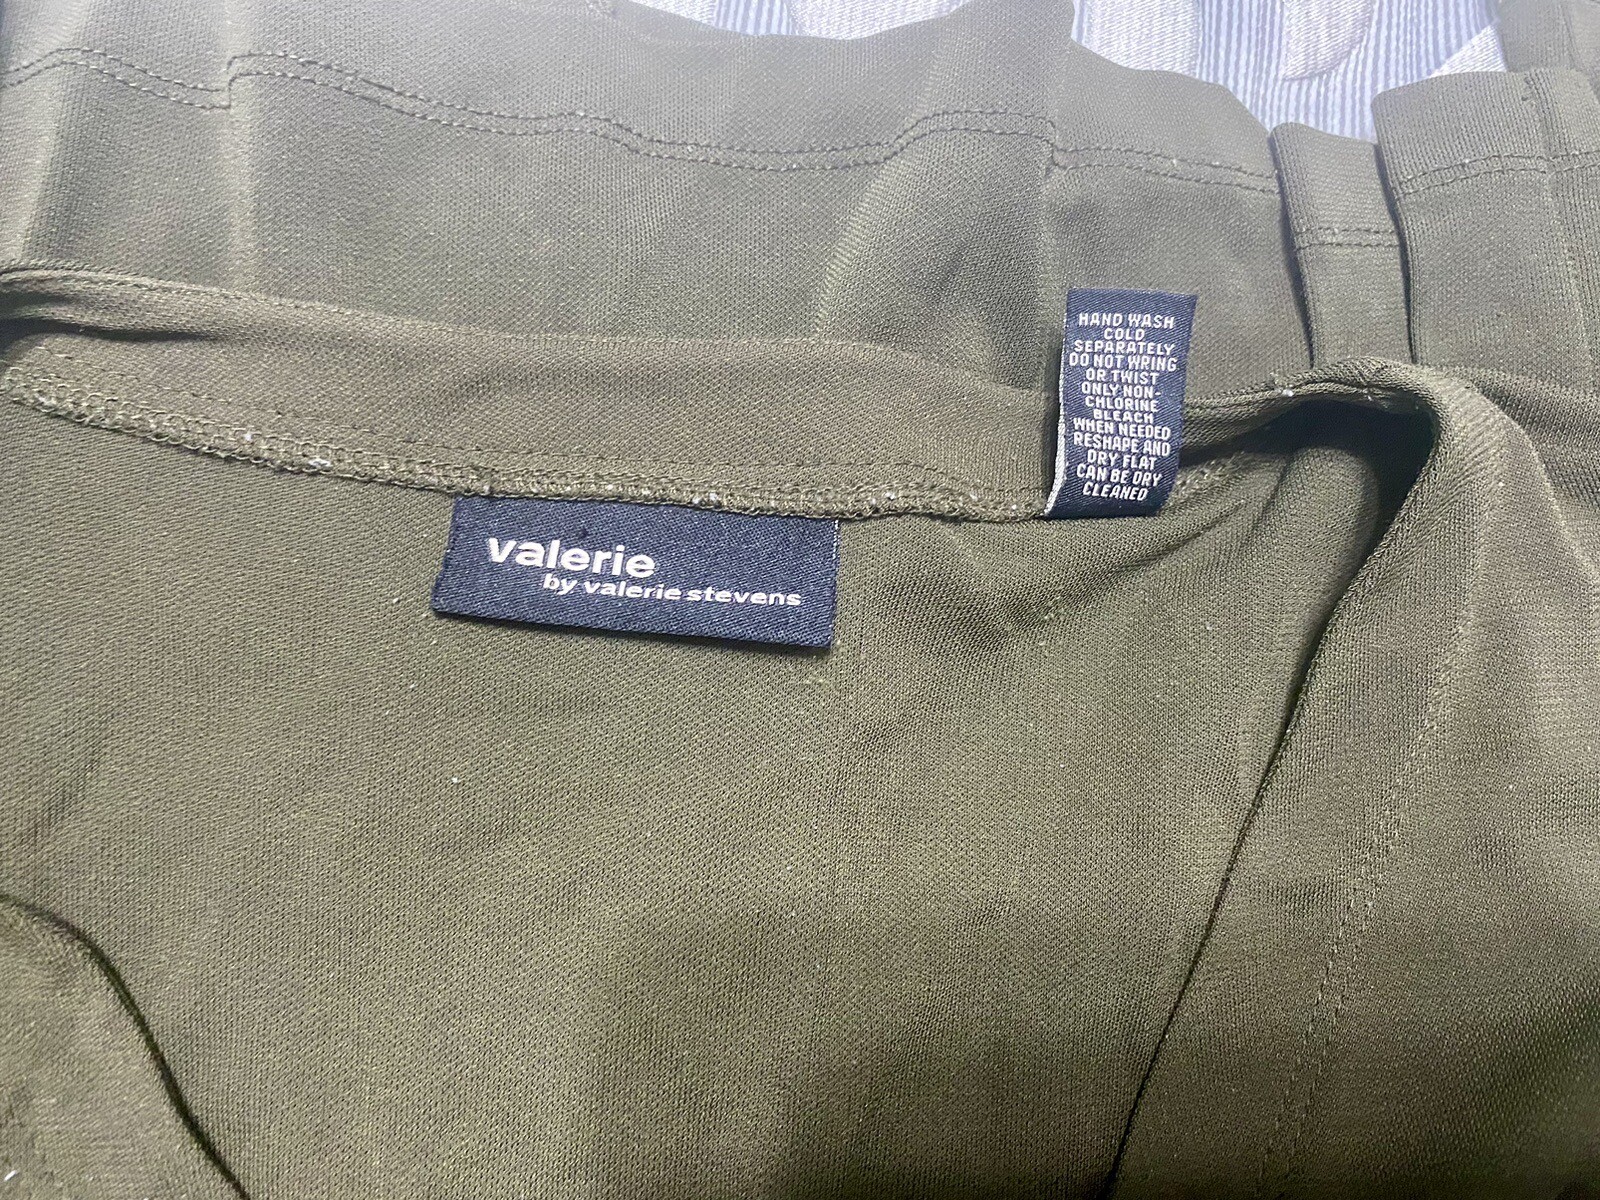 valerie
by valerie stevens
HAND WASH
COLD
SEPARATELY
DO NOT WRING
OR TWIST
ONLY NON-
CHLORINE
BLEACH
WHEN NEEDED
RESHAPE AND
DRY FLAT
CAN BE DRY
CLEANED